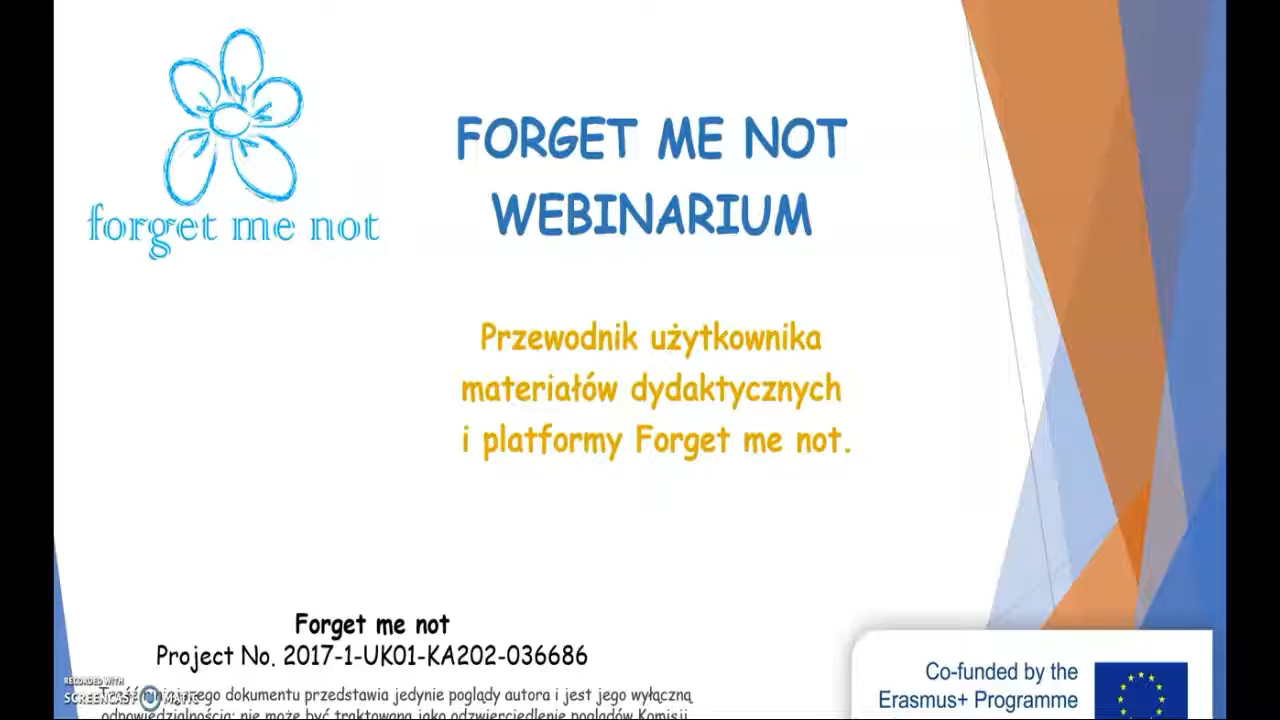 forget me not
FORGET ME NOT
WEBINARIUM
Przewodnik użytkownika
materiałów dydaktycznych
i platformy Forget me not.
Forget me not
Project No. 2017-1-UK01-KA202-036686
RECORDED WITH
SCREENCAST MATIC
dokumentu przedstawia jedynie poglądy autora i jest jego wyłączną
odpowiedzialnością; nie może być traktowana jako odzwierciedlenie poglądów Komisji
Co-funded by the
Erasmus+ Programme